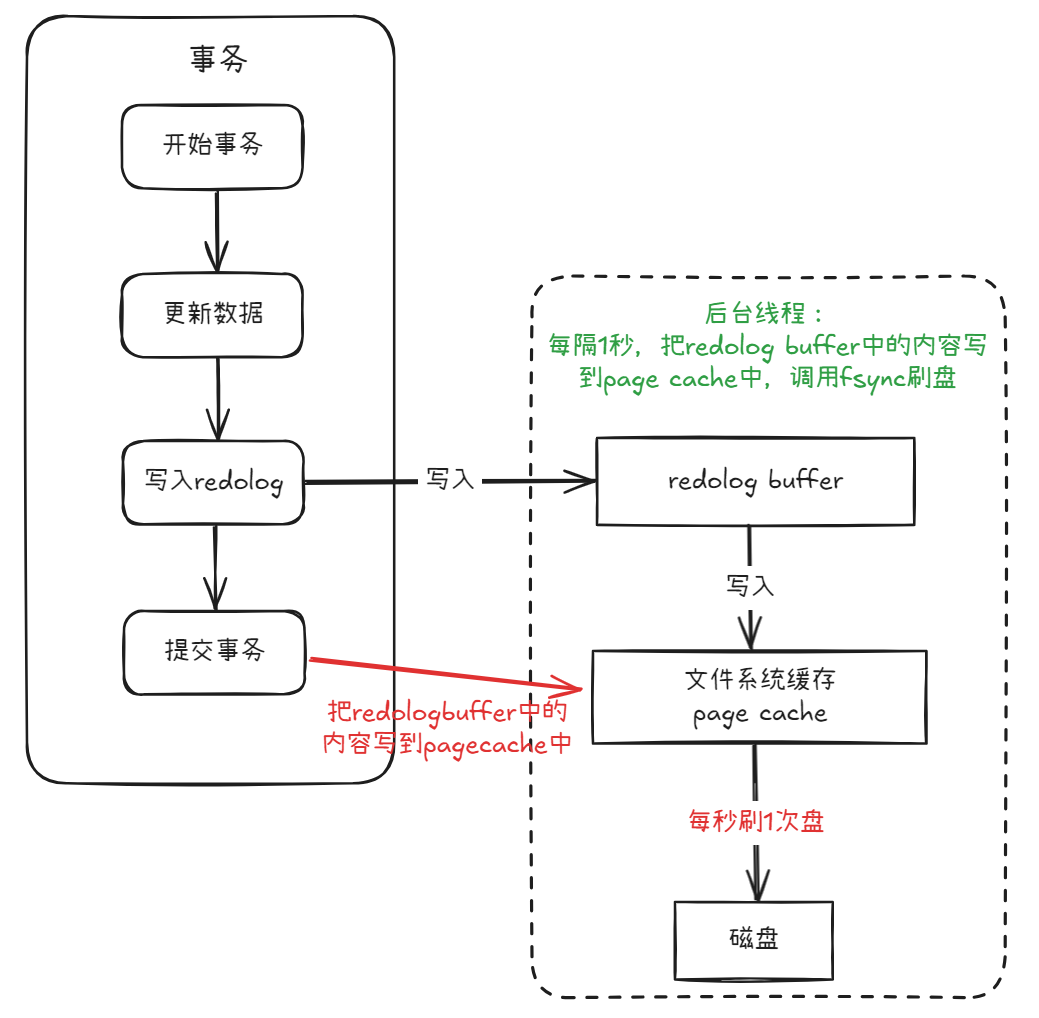 事务
开始事务
更新数据
写入redolog
提交事务
写入
把redologbuffer中的
内容写到pagecache中
后台线程：
每隔1秒，把redolog buffer中的内容写
到page cache中，调用fsync刷盘
redolog buffer
写入
文件系统缓存
page cache
每秒刷1次盘
磁盘